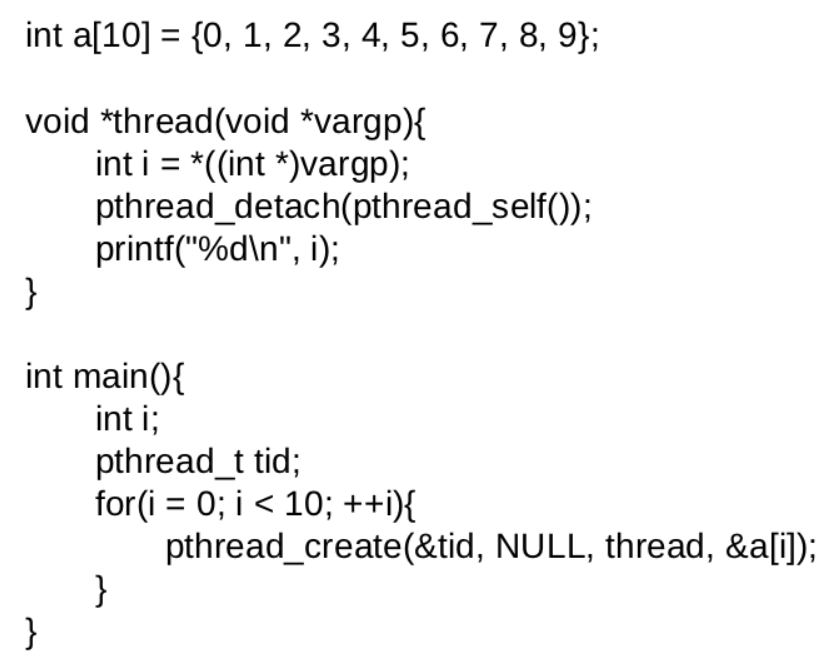 int a[10] = {0, 1, 2, 3, 4, 5, 6, 7, 8, 9};
void *thread(void *vargp){
int i = *((int *)vargp);
pthread_detach(pthread_self());
printf("%d\n", i);
}
int main(){
int i;
pthread_t tid;
for(i = 0; i < 10; ++i){
pthread_create(&tid, NULL, thread, &a[i]);
}
}